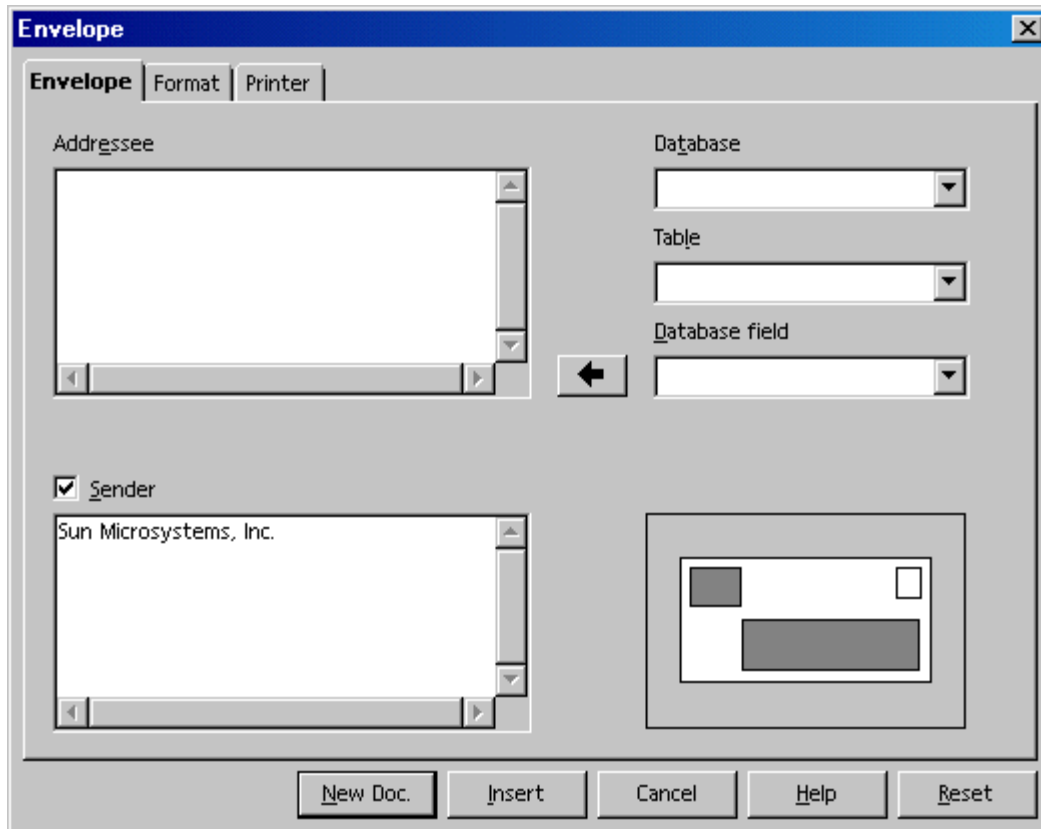 Envelope
Envelope Format Printer
Addressee
Database
Table
Database field
Sender
Sun Microsystems, Inc.
New Doc. Insert Cancel Help Reset